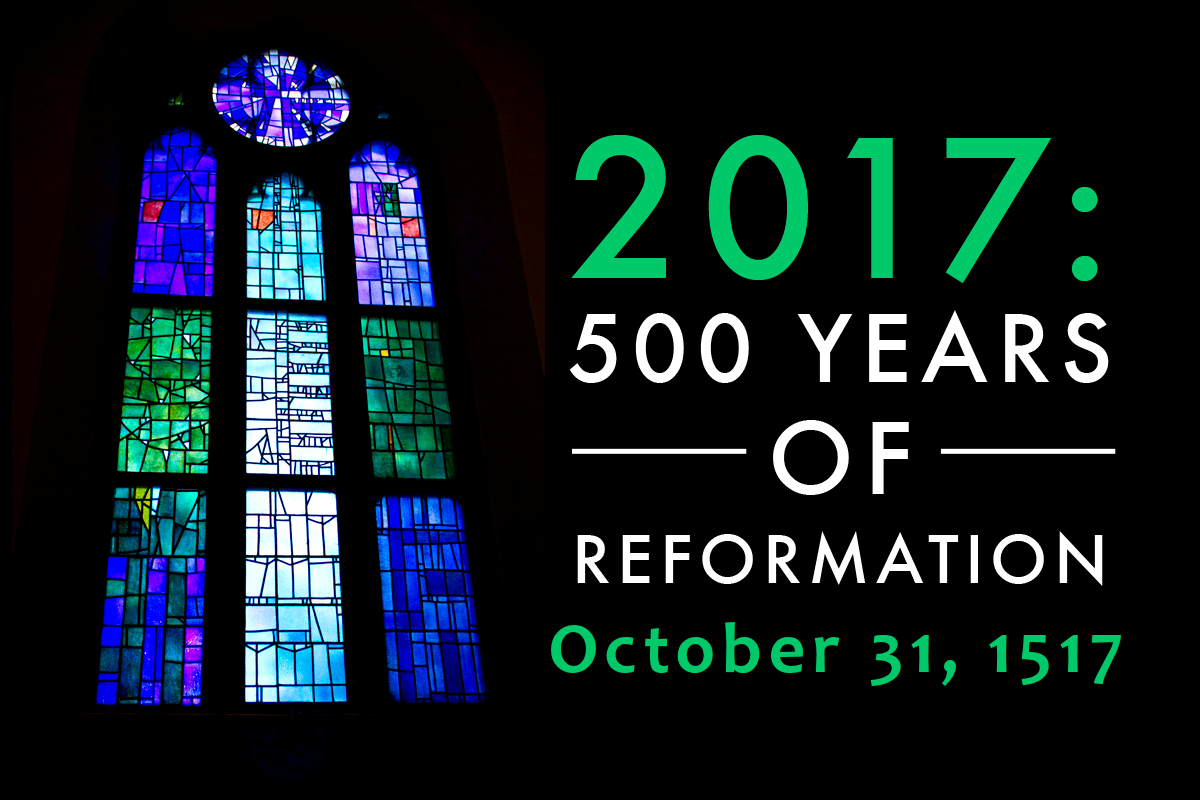 2017:
500 YEARS
OF
REFORMATION
October 31, 1517